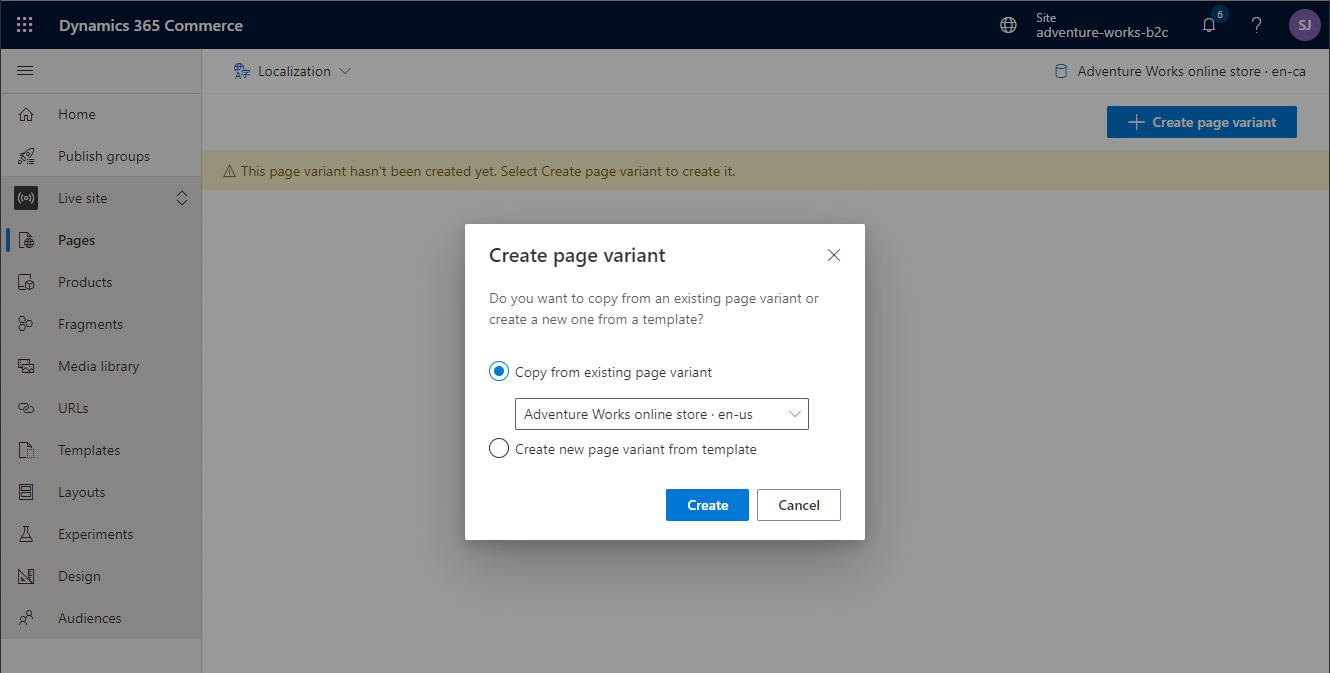 Dynamics 365 Commerce
Site
adventure-works-b2c
6
?
SJ
Localization
Adventure Works online store · en-ca
Home
Publish groups
Live site
Pages
Products
Fragments
Media library
URLs
Templates
Layouts
Experiments
Design
Audiences
Create page variant
This page variant hasn't been created yet. Select Create page variant to create it.
Create page variant
Do you want to copy from an existing page variant or
create a new one from a template?
Copy from existing page variant
Adventure Works online store · en-us
Create new page variant from template
Create
Cancel